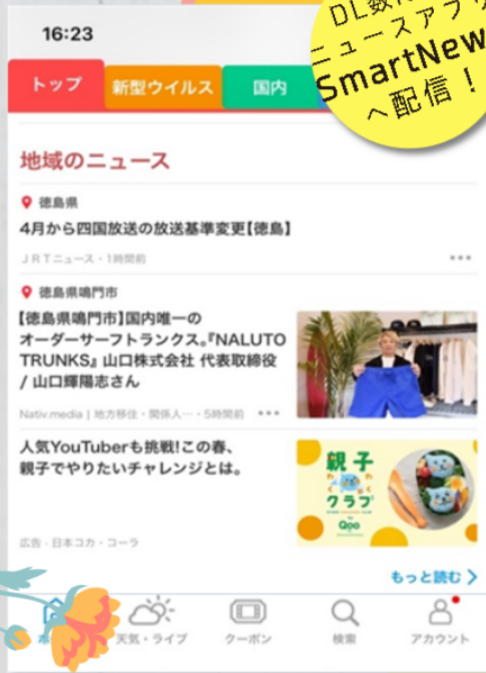 16:23
DL数
ニュースアプリ
SmartNew
へ配信！
トップ
新型ウイルス
国内
地域のニュース
徳島県
4月から四国放送の放送基準変更【徳島】
JRTニュース・1時間前
徳島県鳴門市
【徳島県鳴門市】国内唯一の
オーダーサーフトランクス。『NALUTO
TRUNKS』 山口株式会社 代表取締役
/ 山口輝陽志さん
Nativ.media | 地方移住・関係人…・5時間前
人気YouTuberも挑戦!この春、
親子でやりたいチャレンジとは。
親子
わくわく
クラブ
Qoo
広告・日本コカ・コーラ
もっと読む
天気・ライブ
クーポン
検索
アカウント